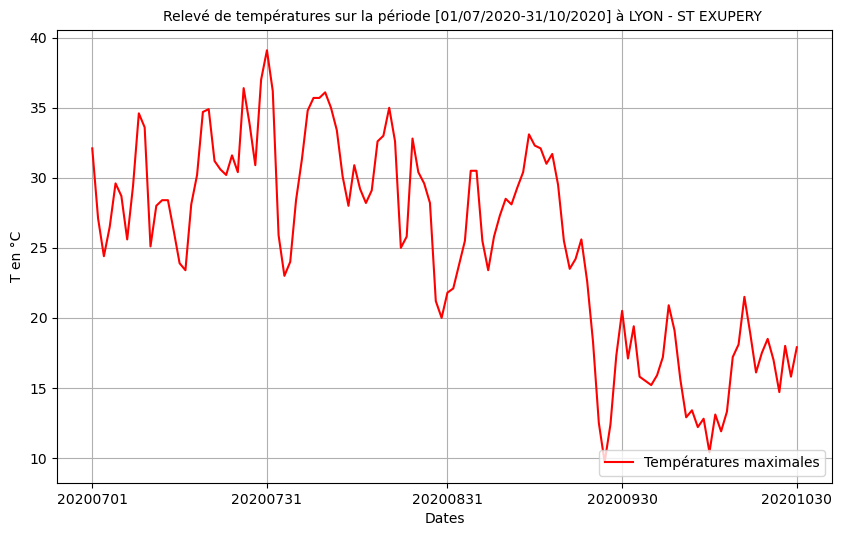 Relevé de températures sur la période [01/07/2020-31/10/2020] à LYON - ST EXUPERY
40
35
30
25
20
15
10
T en °C
Températures maximales
20200701 20200731 20200831 20200930 20201030
Dates